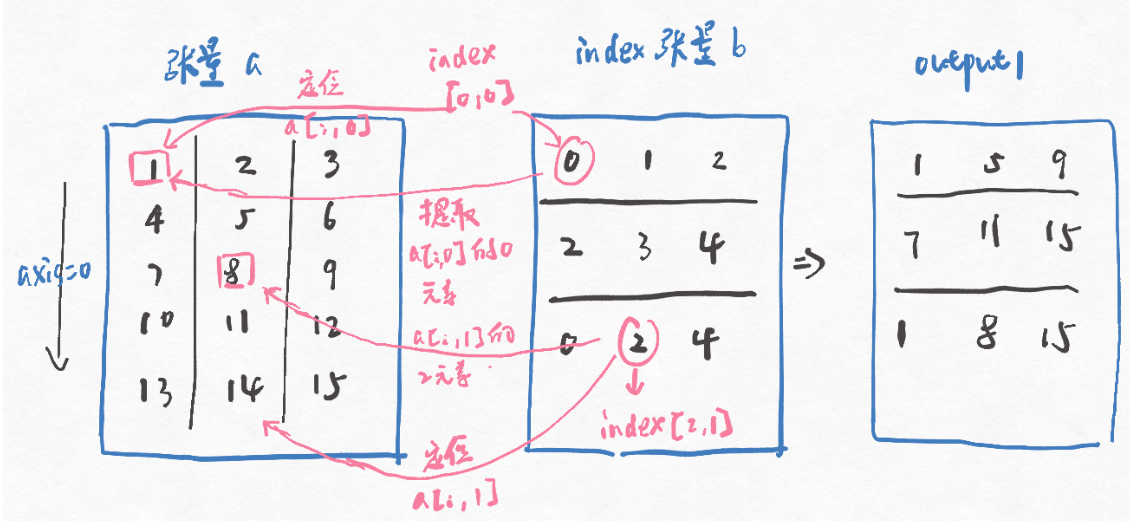 张量 a
index
[0,0]
index 张量 b
output1
定位
a[i,0]
1 2 3
4 5 6
7 8 9
10 11 12
13 14 15
axis=0
提取
a[i,0]的0
元素
a[i,1]的
2元素
定位
a[i,1]
0 1 2
2 3 4
0 2 4
index[2,1]
⇒
1 5 9
7 11 15
1 8 15